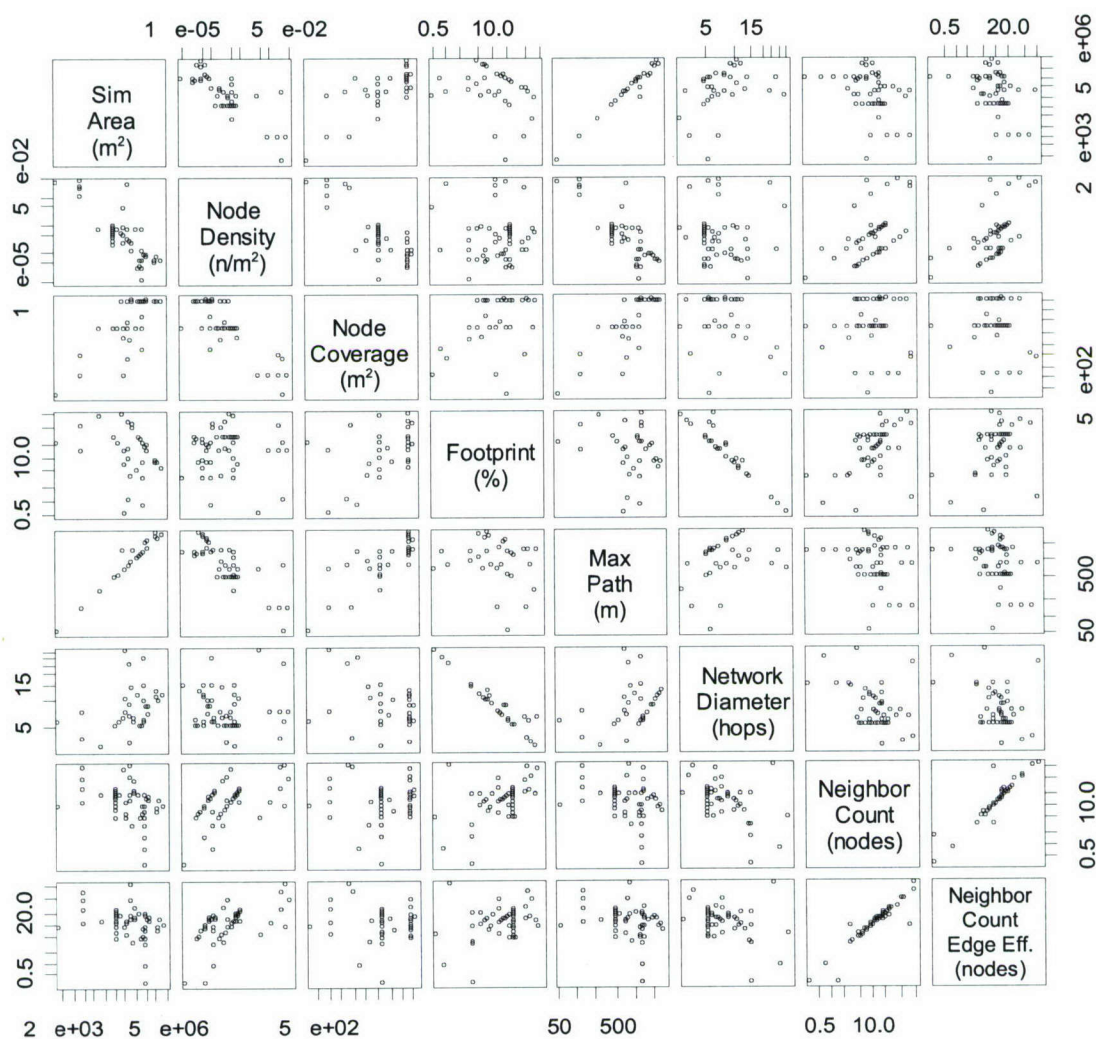 1 e-05 5 e-02 0.5 10.0 5 15 0.5 20.0
Sim
Area
(m²)
5 e+03 5 e+06
Node
Density
(n/m²)
e-05 5 e-02
2
Node
Coverage
(m²)
1
e+02 5
Footprint
(%)
0.5 10.0
Max
Path
(m)
50 500
Network
Diameter
(hops)
5 15
Neighbor
Count
(nodes)
0.5 10.0
Neighbor
Count
Edge Eff.
(nodes)
0.5 20.0
2 e+03 5 e+06 5 e+02 50 500 0.5 10.0